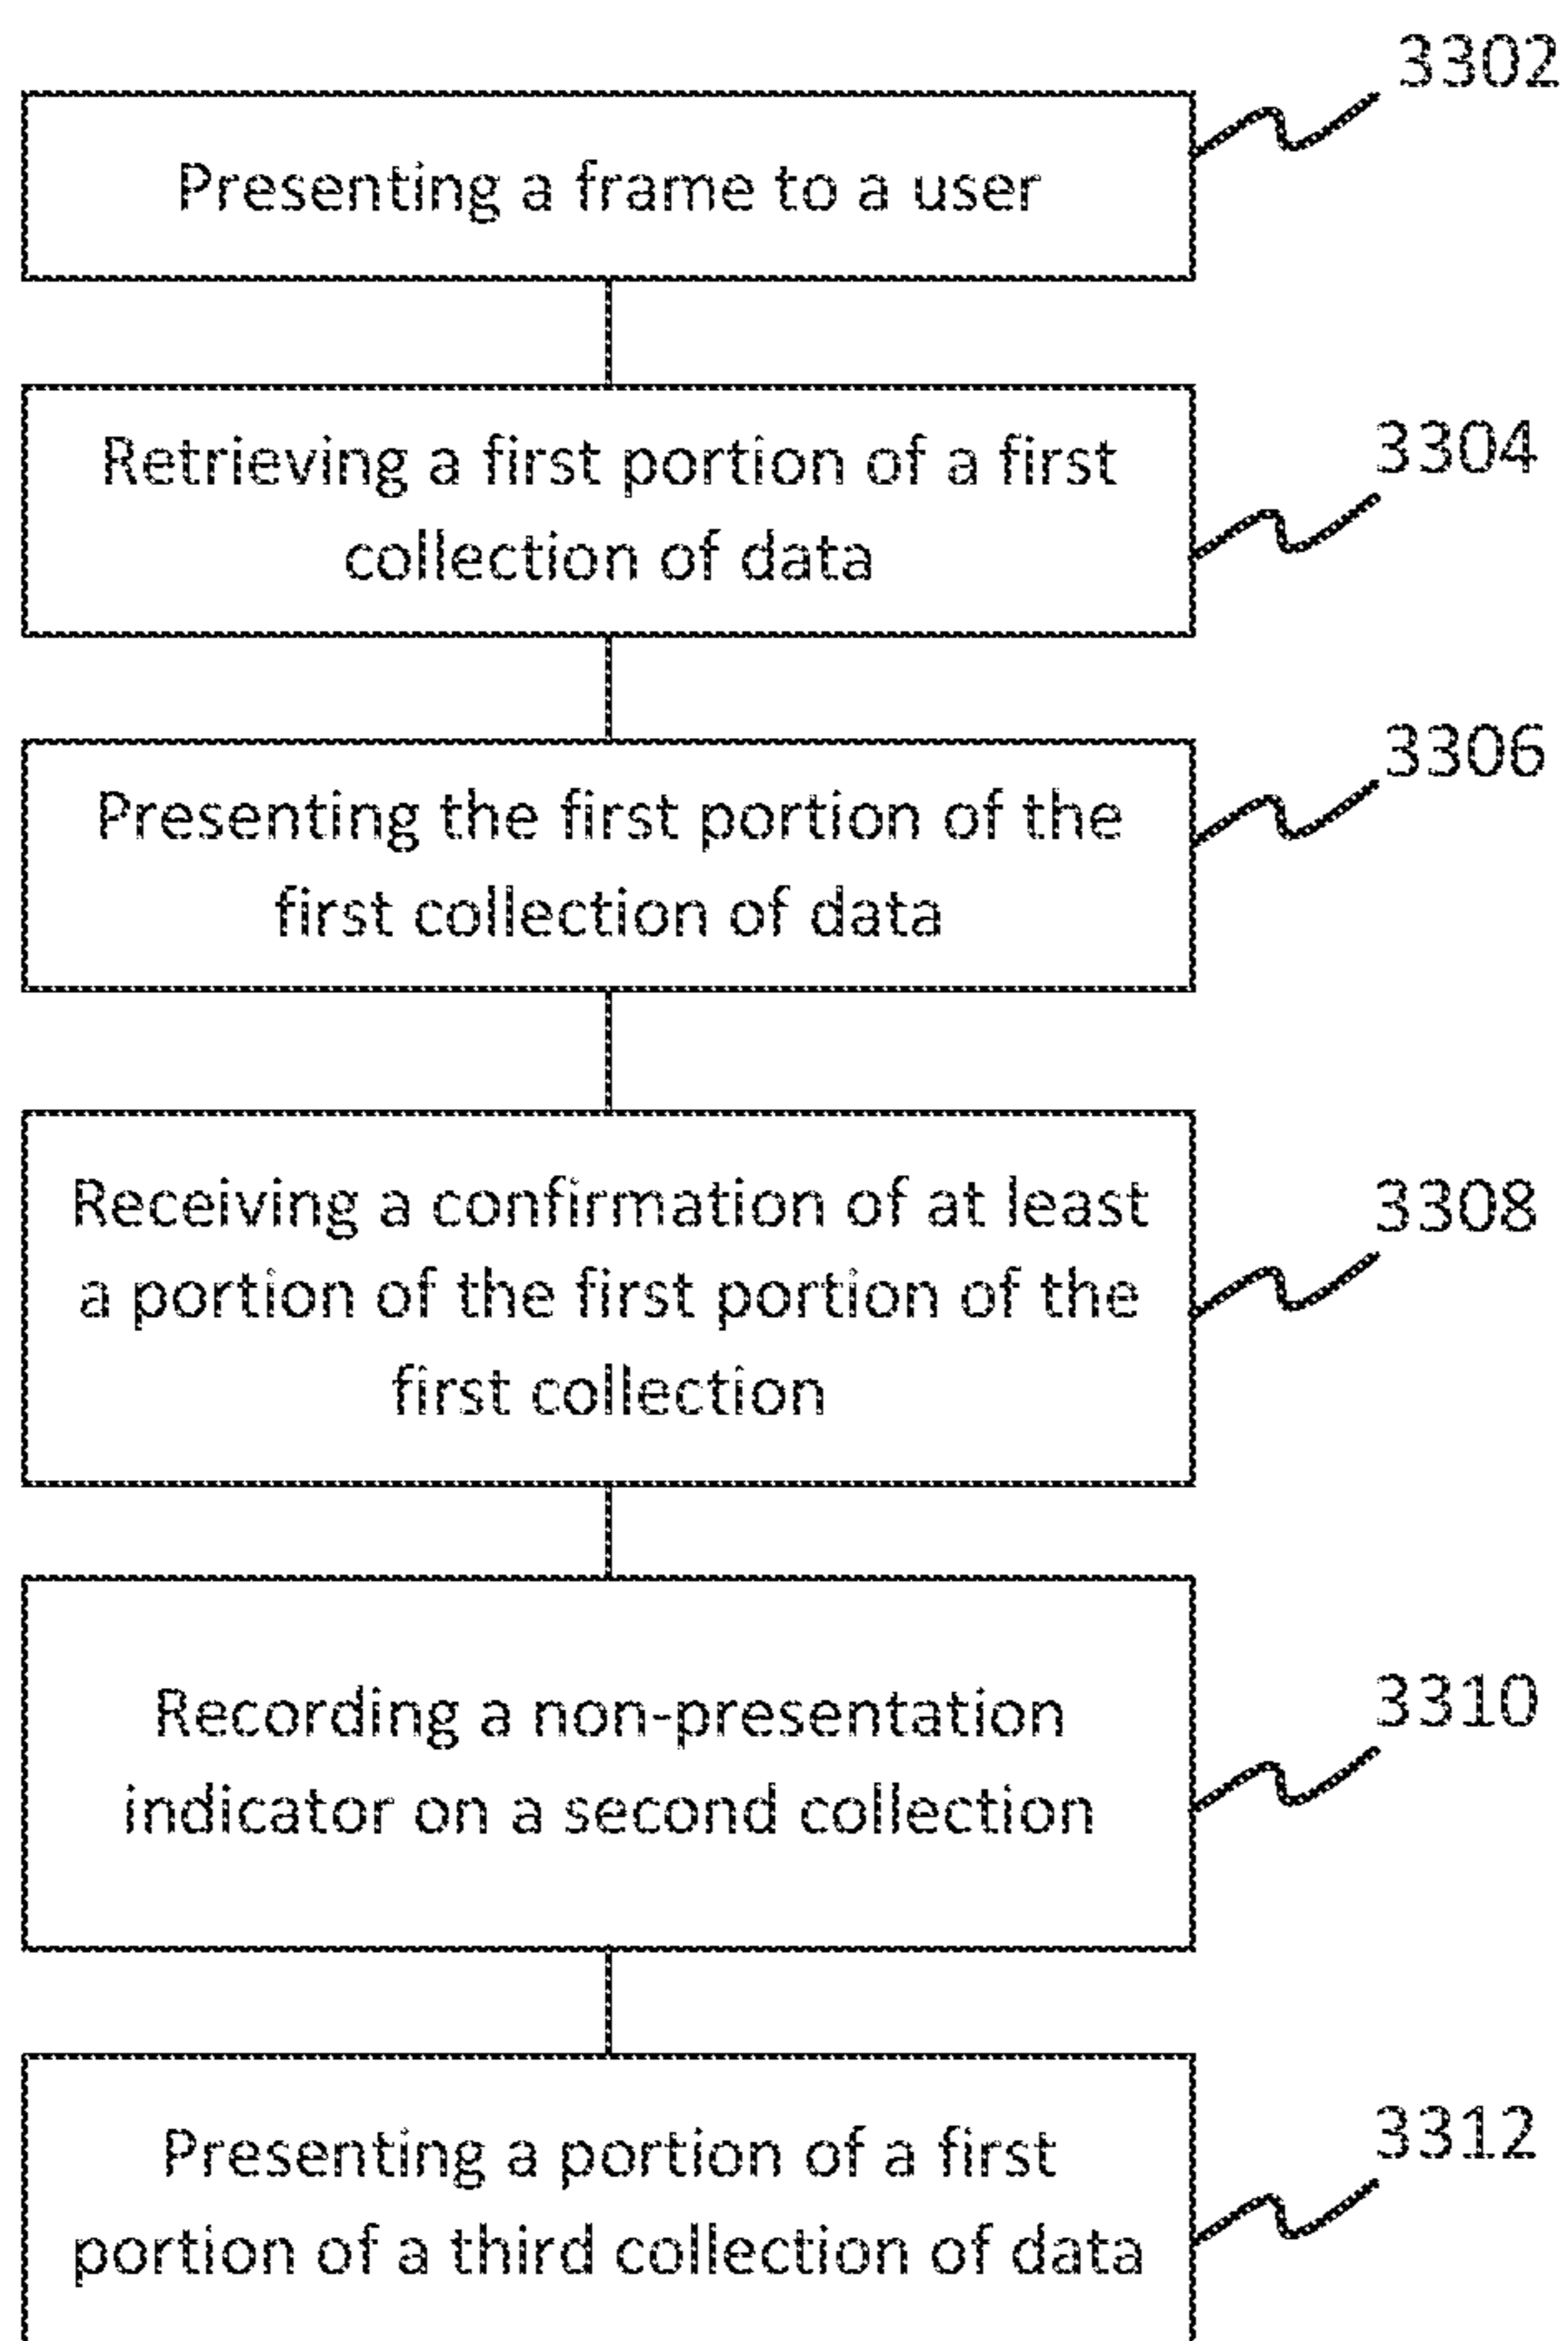 3302
Presenting a frame to a user
3304
Retrieving a first portion of a first
collection of data
3306
Presenting the first portion of the
first collection of data
3308
Receiving a confirmation of at least
a portion of the first portion of the
first collection
3310
Recording a non-presentation
indicator on a second collection
3312
Presenting a portion of a first
portion of a third collection of data